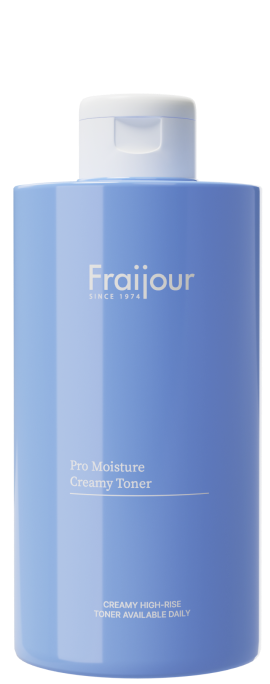 Fraijour
SINCE 1974
Pro Moisture
Creamy Toner
CREAMY HIGH-RISE
TONER AVAILABLE DAILY